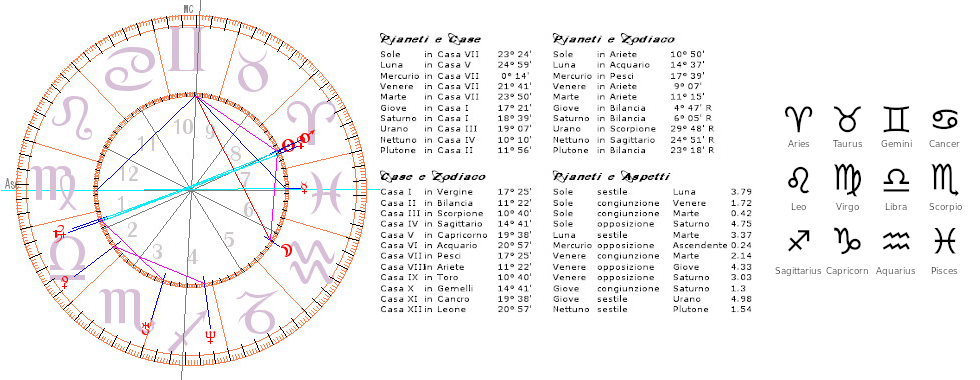 MC
As
10
9
11
8
12
7
1
6
2
5
3
4
Pianeti e Case
Sole in Casa VII 23° 24'
Luna in Casa V 24° 59'
Mercurio in Casa VII 0° 14'
Venere in Casa VII 21° 41'
Marte in Casa VII 23° 50'
Giove in Casa I 17° 21'
Saturno in Casa I 18° 39'
Urano in Casa III 19° 07'
Nettuno in Casa IV 10° 10'
Plutone in Casa II 11° 56'
Pianeti e Zodiaco
Sole in Ariete 10° 50'
Luna in Acquario 14° 37'
Mercurio in Pesci 17° 39'
Venere in Ariete 9° 07'
Marte in Ariete 11° 15'
Giove in Bilancia 4° 47' R
Saturno in Bilancia 6° 05' R
Urano in Scorpione 29° 48' R
Nettuno in Sagittario 24° 51' R
Plutone in Bilancia 23° 18' R
Case e Zodiaco
Casa I in Vergine 17° 25'
Casa II in Bilancia 11° 22'
Casa III in Scorpione 10° 40'
Casa IV in Sagittario 14° 41'
Casa V in Capricorno 19° 38'
Casa VI in Acquario 20° 57'
Casa VII in Pesci 17° 25'
Casa VIII in Ariete 11° 22'
Casa IX in Toro 10° 40'
Casa X in Gemelli 14° 41'
Casa XI in Cancro 19° 38'
Casa XII in Leone 20° 57'
Pianeti e Aspetti
Sole sestile Luna 3.79
Sole congiunzione Venere 1.72
Sole congiunzione Marte 0.42
Sole opposizione Saturno 4.75
Luna sestile Marte 3.37
Mercurio opposizione Ascendente 0.24
Venere congiunzione Marte 2.14
Venere opposizione Giove 4.33
Venere opposizione Saturno 3.03
Giove congiunzione Saturno 1.3
Giove sestile Urano 4.98
Nettuno sestile Plutone 1.54
Aries Taurus Gemini Cancer
Leo Virgo Libra Scorpio
Sagittarius Capricorn Aquarius Pisces